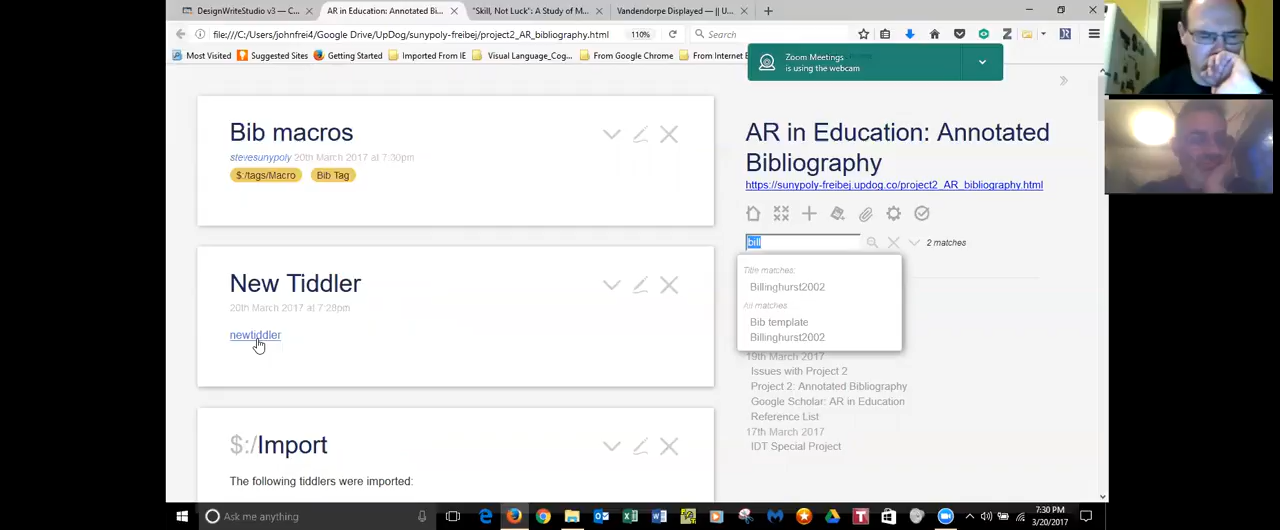 DesignWriteStudio v3 — C...
AR in Education: Annotated Bi...
"Skill, Not Luck": A Study of M...
Vandendorpe Displayed — || U...
file:///C:/Users/johnfrei4/Google Drive/UpDog/sunypoly-freibej/project2_AR_bibliography.html
110%
Search
Most Visited
Suggested Sites
Getting Started
Imported From IE
Visual Language_Cog...
From Google Chrome
From Internet E
Zoom Meetings
is using the webcam
Bib macros
stevesunypoly 20th March 2017 at 7:30pm
$:/tags/Macro
Bib Tag
New Tiddler
20th March 2017 at 7:28pm
newtiddler
$:/Import
The following tiddlers were imported:
AR in Education: Annotated
Bibliography
https://sunypoly-freibej.updog.co/project2_AR_bibliography.html
bill
2 matches
Title matches:
Billinghurst2002
All matches:
Bib template
Billinghurst2002
19th March 2017
Issues with Project 2
Project 2: Annotated Bibliography
Google Scholar: AR in Education
Reference List
17th March 2017
IDT Special Project
Ask me anything
7:30 PM
3/20/2017